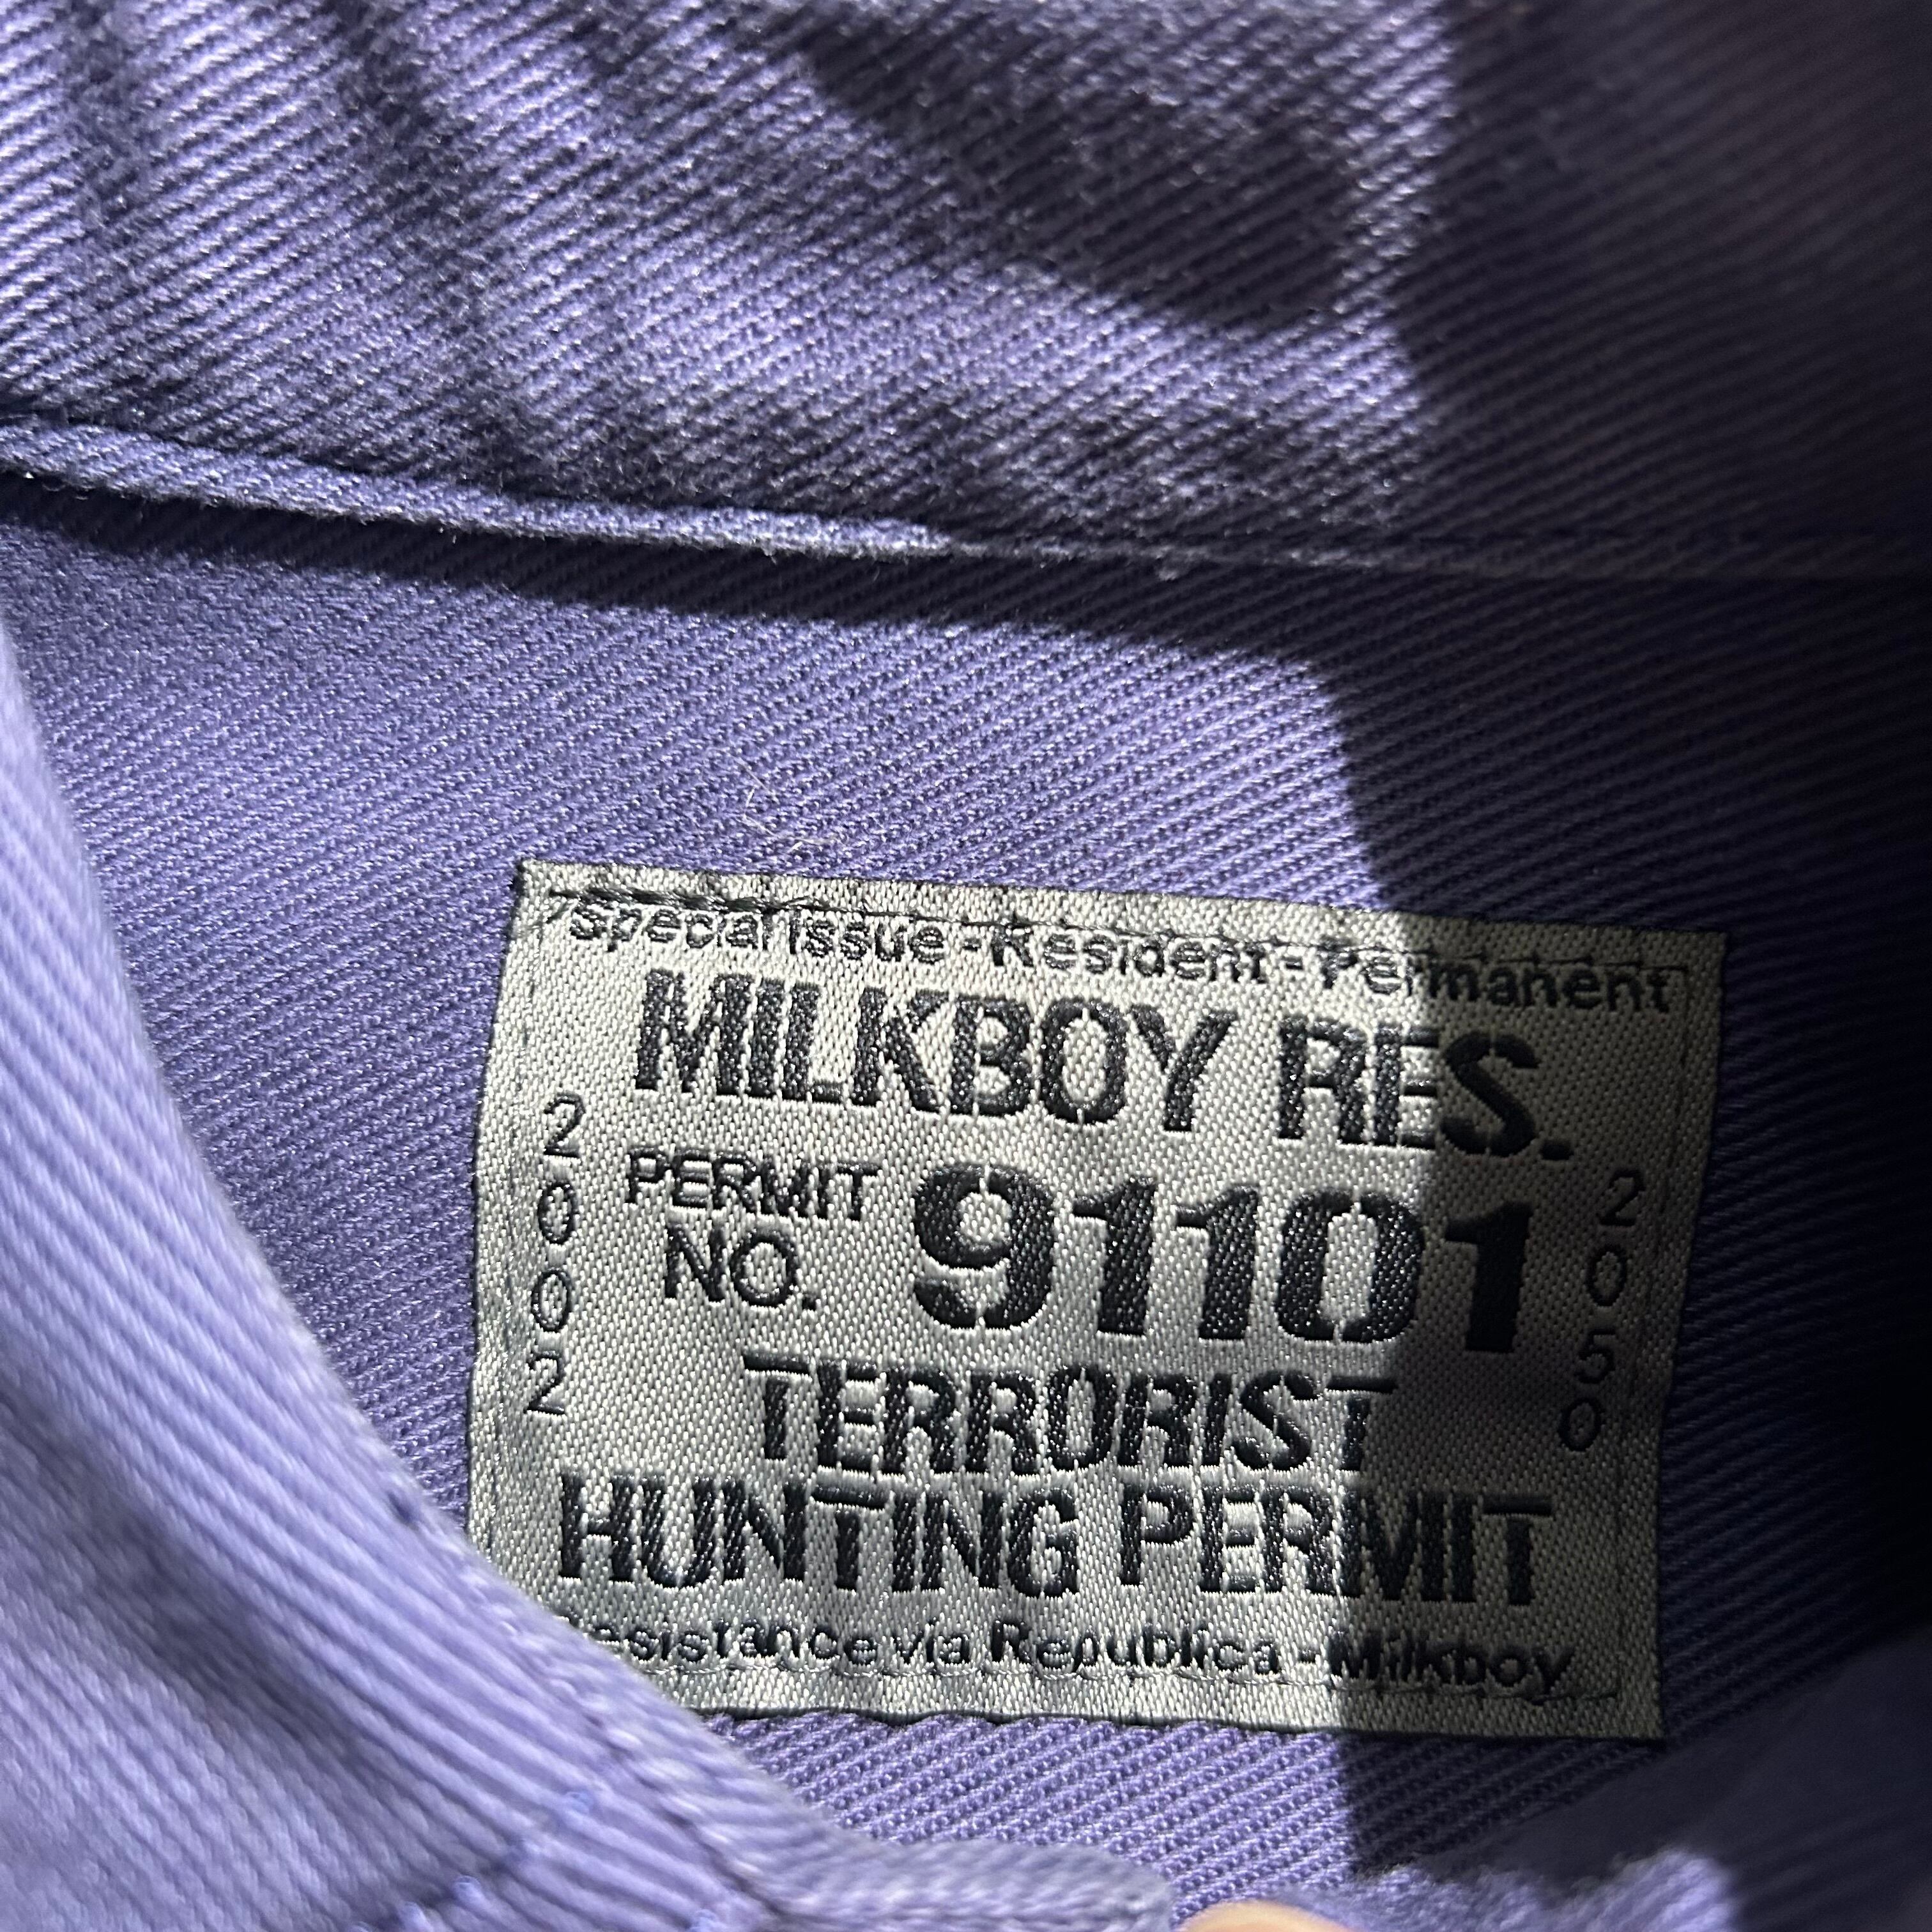 Special Issue - Resident - Permanent
MILKBOY RES.
2002
PERMIT NO. 91101
2050
TERRORIST
HUNTING PERMIT
Resistance via Republica - Milkboy